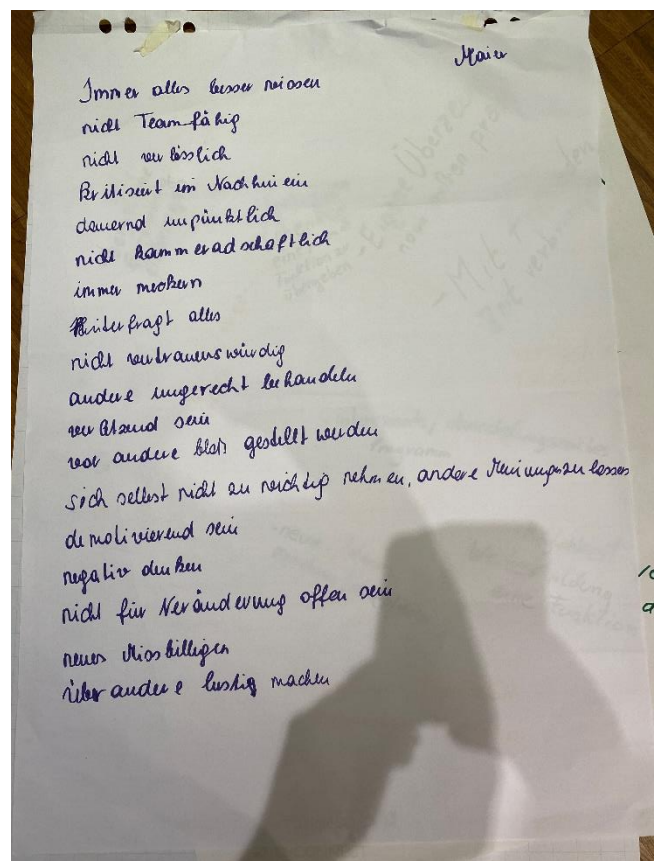 Maier
Immer alles besser wissen
nicht Teamfähig
nicht verlässlich
Kritisiert im Nachhinein
dauernd unpünktlich
nicht kammeradschaftlich
immer meckern
Hinterfragt alles
nicht vertrauenswürdig
andere ungerecht behandeln
verletzend sein
vor andere bloß gestellt werden
sich selbst nicht zu wichtig nehmen, andere Meinungen zu lassen
demotivierend sein
negativ denken
nicht für Veränderung offen sein
neues Missbilligen
über andere lustig machen